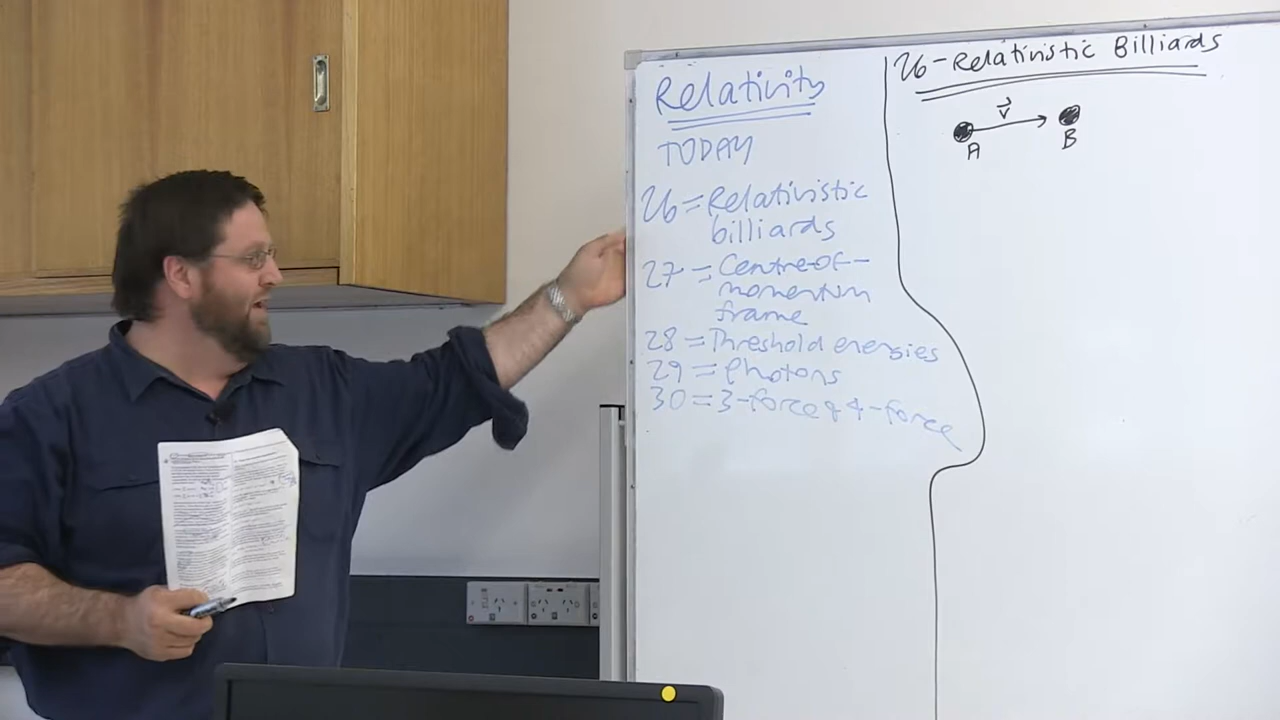 Relativity
TODAY
26 = Relativistic
billiards
27 = Centre-of-
momentum
frame
28 = Threshold energies
29 = Photons
30 = 3-force & 4-force
26 - Relativistic Billiards
v
A
B